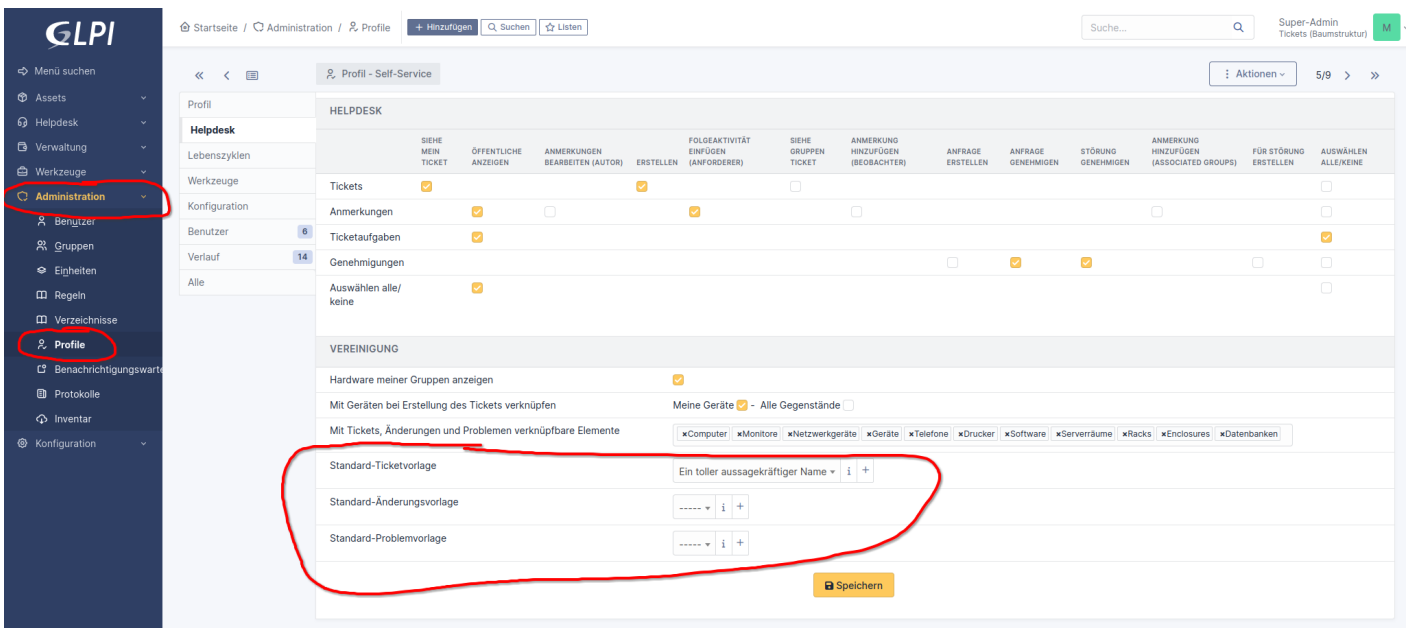 GLPI
Startseite / Administration / Profile + Hinzufügen Suchen Listen
Suche...
Super-Admin
Tickets (Baumstruktur)
M
Menü suchen
Assets
Helpdesk
Verwaltung
Werkzeuge
Administration
Benutzer
Gruppen
Einheiten
Regeln
Verzeichnisse
Profile
Benachrichtigungswarte
Protokolle
Inventar
Konfiguration
Profil - Self-Service
Aktionen
5/9
Profil
Helpdesk
Lebenszyklen
Werkzeuge
Konfiguration
Benutzer 6
Verlauf 14
Alle
HELPDESK
SIEHE MEIN TICKET
ÖFFENTLICHE ANZEIGEN
ANMERKUNGEN BEARBEITEN (AUTOR)
ERSTELLEN
FOLGEAKTIVITÄT EINFÜGEN (ANFORDERER)
SIEHE GRUPPEN TICKET
ANMERKUNG HINZUFÜGEN (BEOBACHTER)
ANFRAGE ERSTELLEN
ANFRAGE GENEHMIGEN
STÖRUNG GENEHMIGEN
ANMERKUNG HINZUFÜGEN (ASSOCIATED GROUPS)
FÜR STÖRUNG ERSTELLEN
AUSWÄHLEN ALLE/KEINE
Tickets
Anmerkungen
Ticketaufgaben
Genehmigungen
Auswählen alle/
keine
VEREINIGUNG
Hardware meiner Gruppen anzeigen
Mit Geräten bei Erstellung des Tickets verknüpfen Meine Geräte - Alle Gegenstände
Mit Tickets, Änderungen und Problemen verknüpfbare Elemente ×Computer ×Monitore ×Netzwerkgeräte ×Geräte ×Telefone ×Drucker ×Software ×Serverräume ×Racks ×Enclosures ×Datenbanken
Standard-Ticketvorlage Ein toller aussagekräftiger Name i +
Standard-Änderungsvorlage ----- i +
Standard-Problemvorlage ----- i +
Speichern